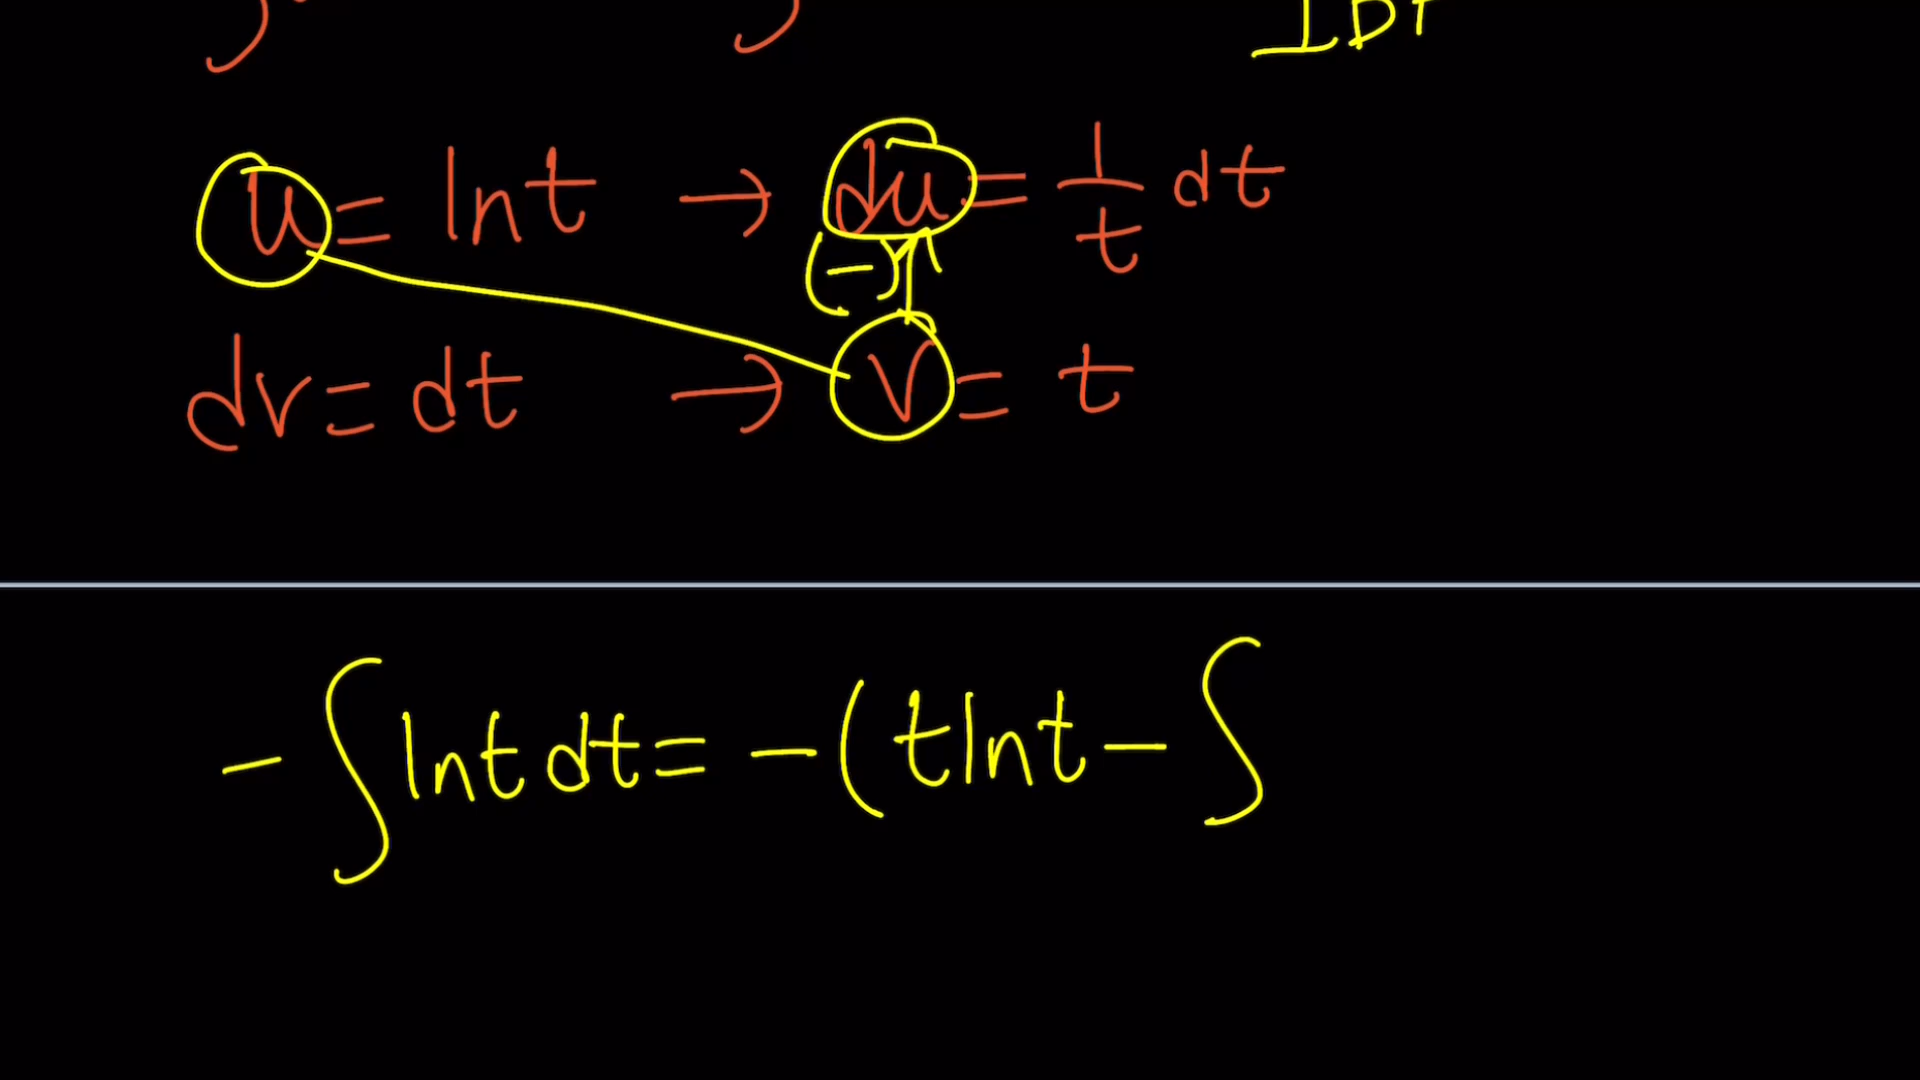 u = ln t → du = 1/t dt
(-)
dv = dt → v = t
- ∫ ln t dt = - ( t ln t - ∫